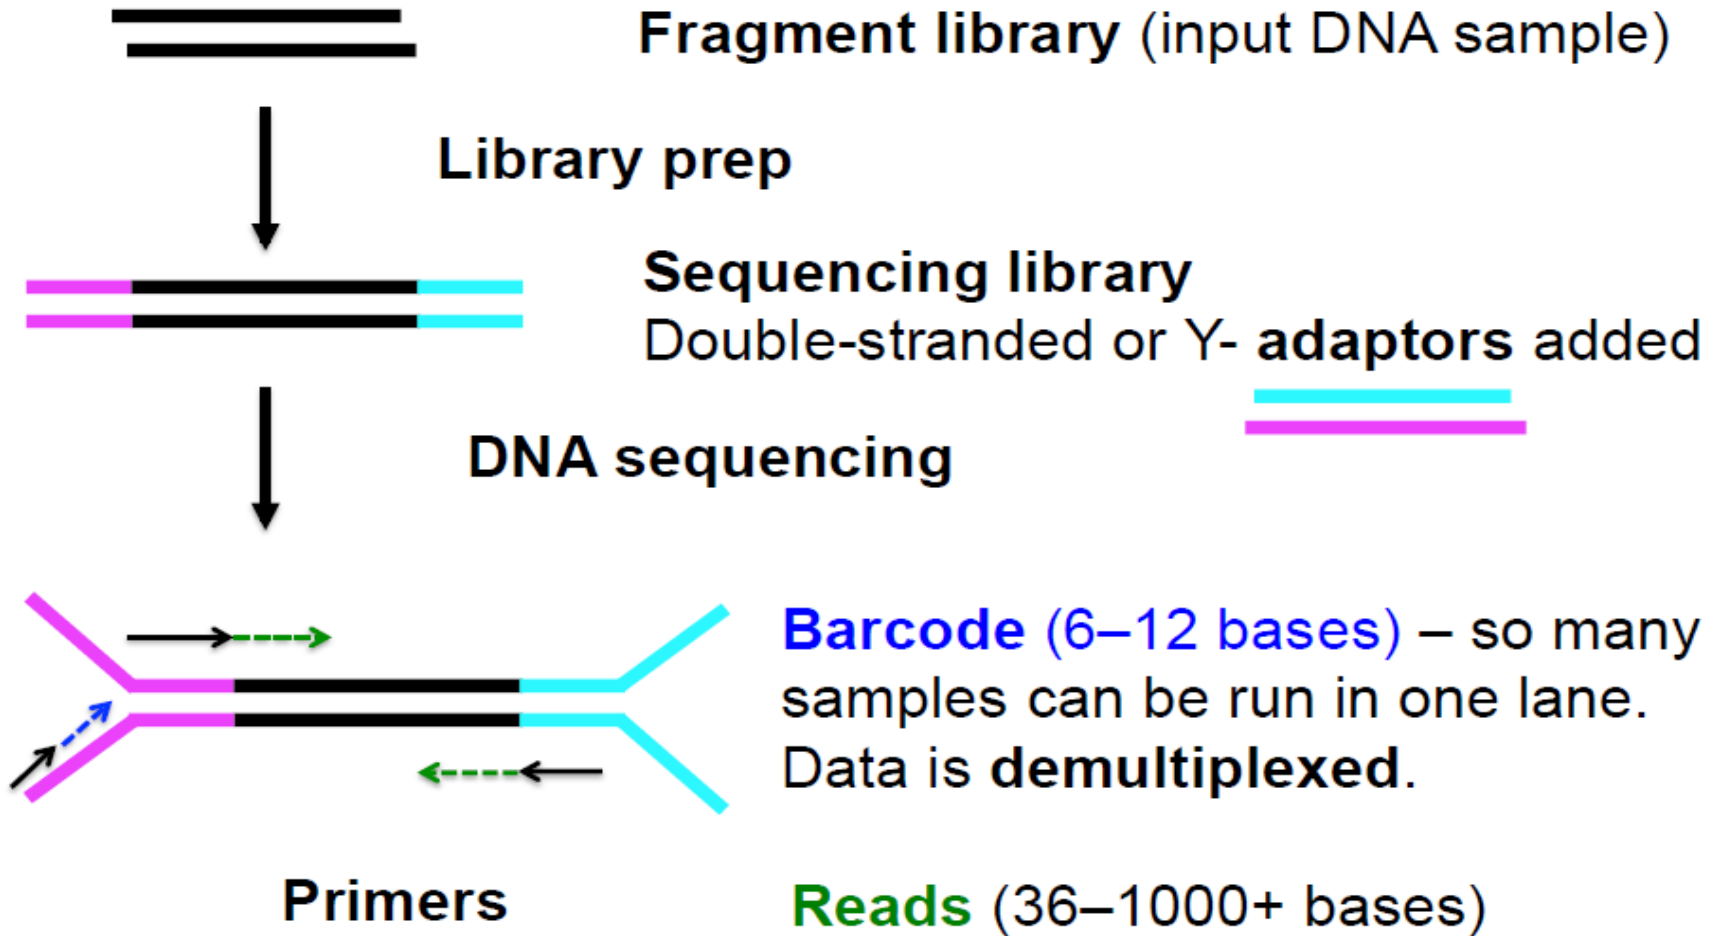 Fragment library (input DNA sample)
Library prep
Sequencing library
Double-stranded or Y- adaptors added
DNA sequencing
Barcode (6–12 bases) – so many
samples can be run in one lane.
Data is demultiplexed.
Primers
Reads (36–1000+ bases)